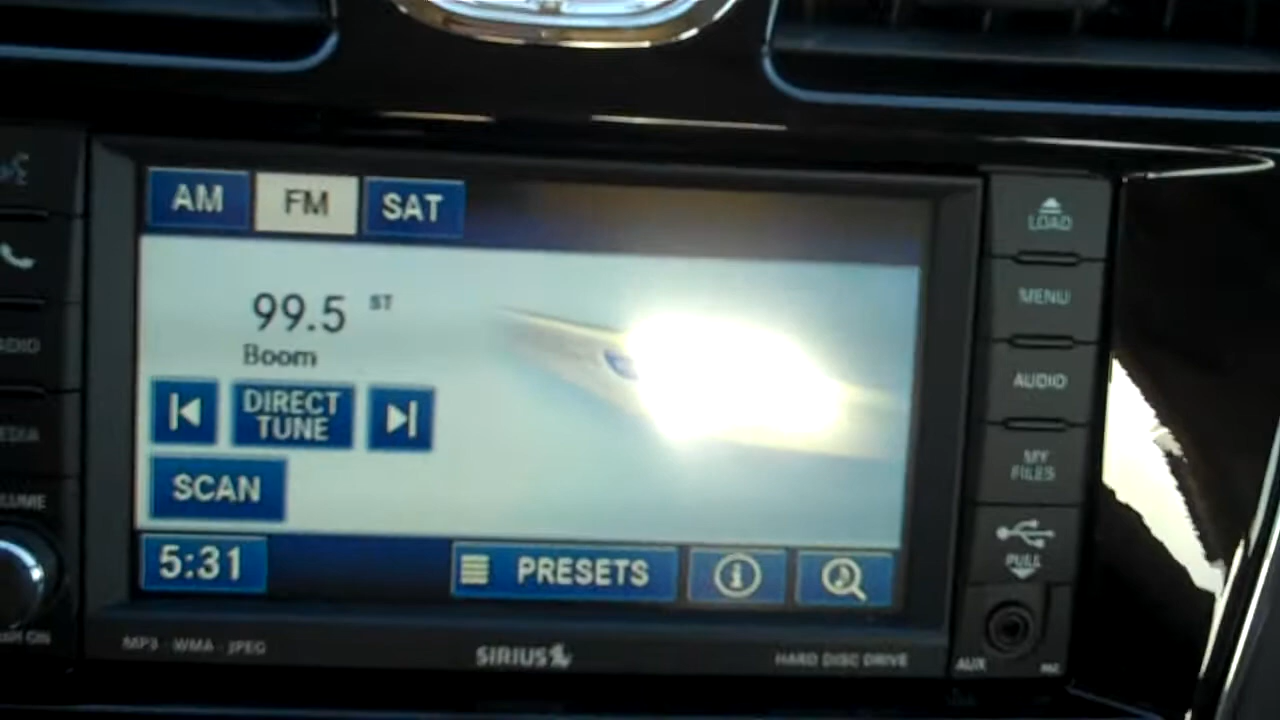 AM FM SAT
99.5 ST
Boom
DIRECT
TUNE
SCAN
5:31 PRESETS
MP3 · WMA · JPEG SIRIUS HARD DISC DRIVE
LOAD
MENU
AUDIO
MY
FILES
PULL
AUX